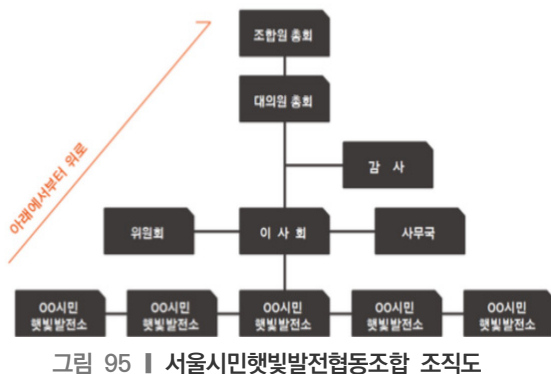 조합원 총회
대의원 총회
감 사
아래에서부터 위로
위원회
이 사 회
사무국
OO시민
햇빛발전소
OO시민
햇빛발전소
OO시민
햇빛발전소
OO시민
햇빛발전소
OO시민
햇빛발전소
그림 95 ▎ 서울시민햇빛발전협동조합 조직도